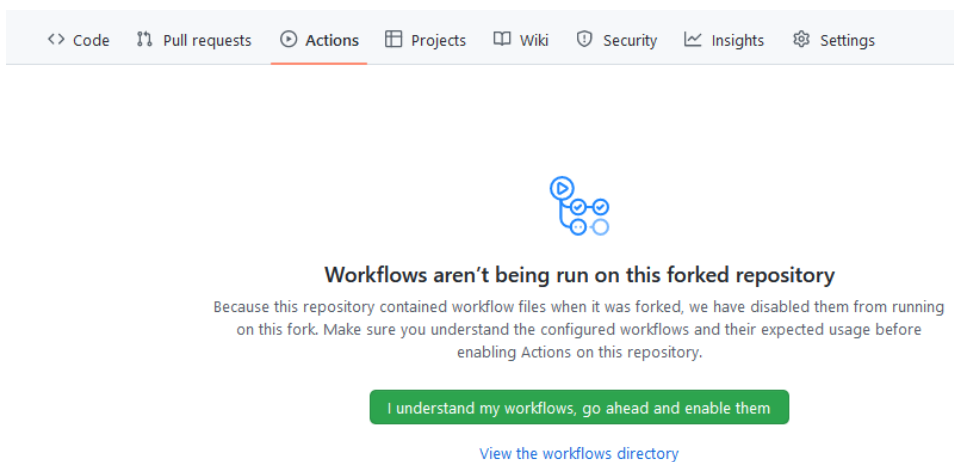 <> Code Pull requests Actions Projects Wiki Security Insights Settings
Workflows aren’t being run on this forked repository
Because this repository contained workflow files when it was forked, we have disabled them from running
on this fork. Make sure you understand the configured workflows and their expected usage before
enabling Actions on this repository.
I understand my workflows, go ahead and enable them
View the workflows directory